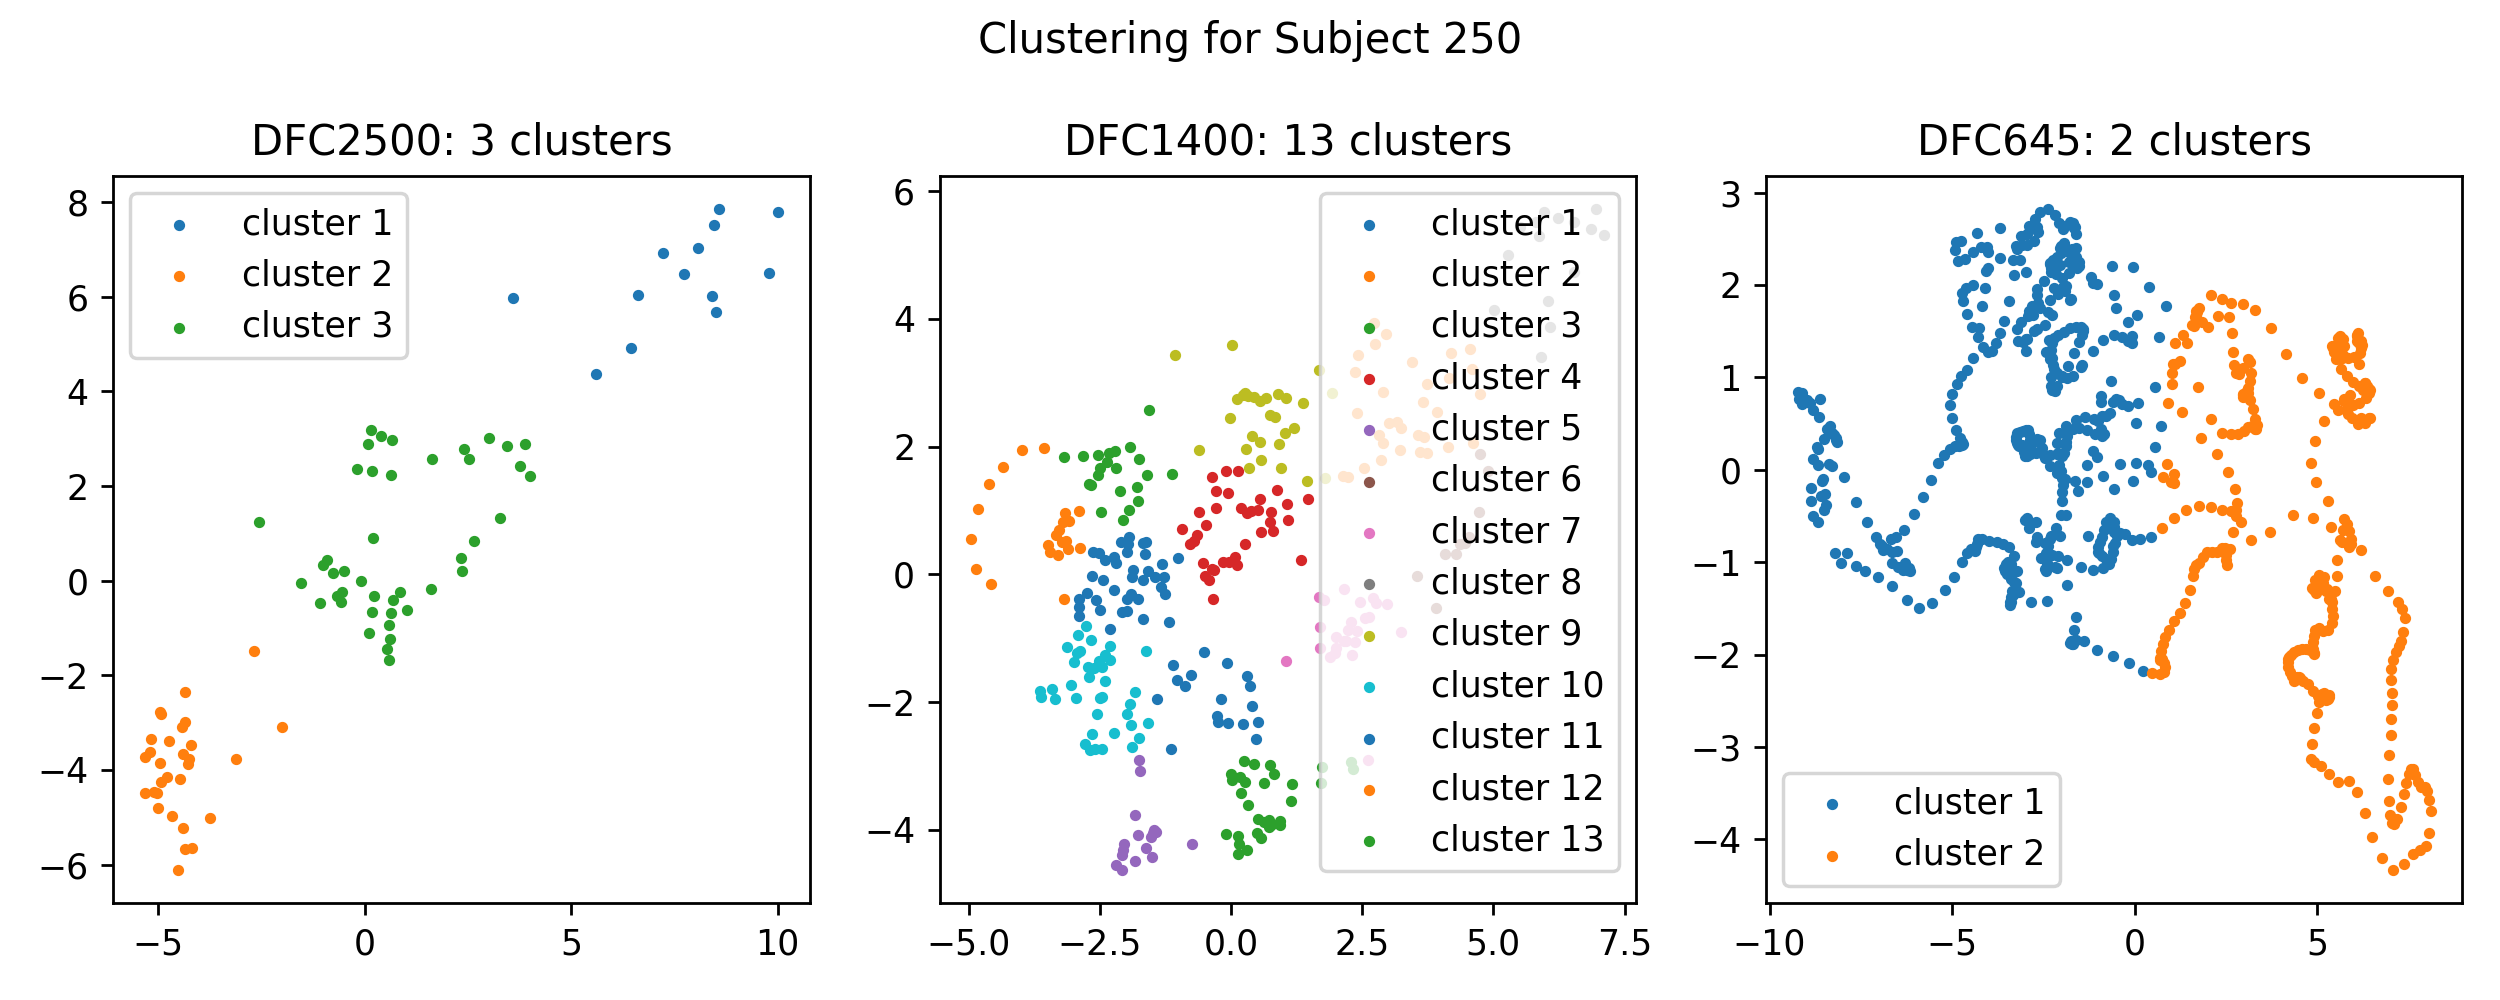 Clustering for Subject 250
DFC2500: 3 clusters
8
6
4
2
0
−2
−4
−6
−5
0
5
10
cluster 1
cluster 2
cluster 3
DFC1400: 13 clusters
6
4
2
0
−2
−4
−5.0
−2.5
0.0
2.5
5.0
7.5
cluster 1
cluster 2
cluster 3
cluster 4
cluster 5
cluster 6
cluster 7
cluster 8
cluster 9
cluster 10
cluster 11
cluster 12
cluster 13
DFC645: 2 clusters
3
2
1
0
−1
−2
−3
−4
−10
−5
0
5
cluster 1
cluster 2